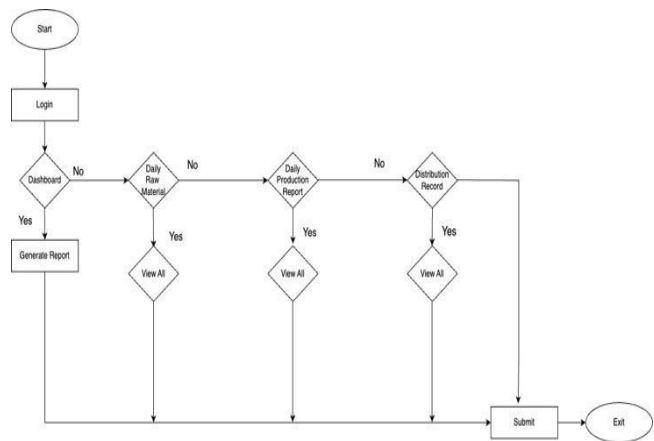 Start
Login
Dashboard
No
Daily
Raw
Material
No
Daily
Production
Report
No
Distribution
Record
Yes
Generate Report
Yes
View All
Yes
View All
Yes
View All
Submit
Exit